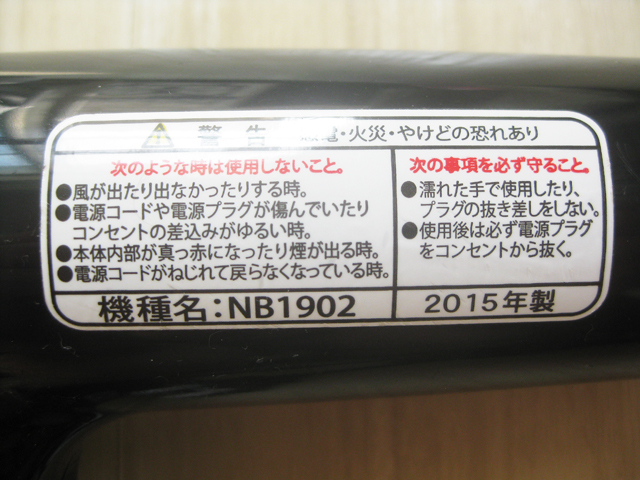 警告 電・火災・やけどの恐れあり
次のような時は使用しないこと。
●風が出たり出なかったりする時。
●電源コードや電源プラグが傷んでいたり
コンセントの差込みがゆるい時。
●本体内部が真っ赤になったり煙が出る時。
●電源コードがねじれて戻らなくなっている時。
次の事項を必ず守ること。
●濡れた手で使用したり、
プラグの抜き差しをしない。
●使用後は必ず電源プラグ
をコンセントから抜く。
機種名：NB1902
2015年製